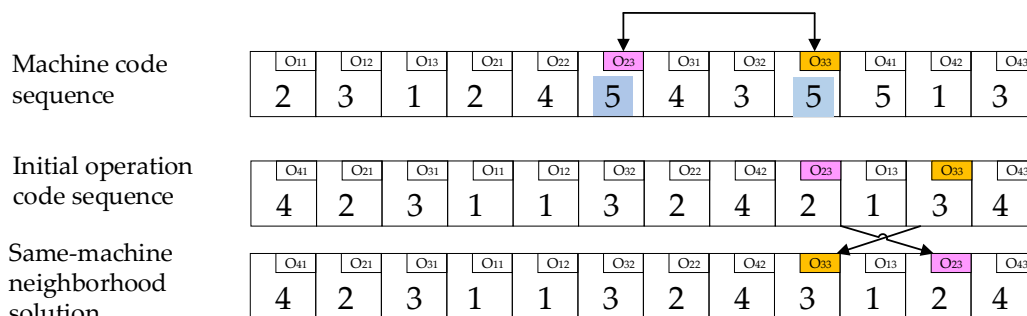 Machine code sequence
O11 O12 O13 O21 O22 O23 O31 O32 O33 O41 O42 O43
2 3 1 2 4 5 4 3 5 5 1 3
Initial operation code sequence
O41 O21 O31 O11 O12 O32 O22 O42 O23 O13 O33 O43
4 2 3 1 1 3 2 4 2 1 3 4
Same-machine neighborhood solution
O41 O21 O31 O11 O12 O32 O22 O42 O33 O13 O23 O43
4 2 3 1 1 3 2 4 3 1 2 4